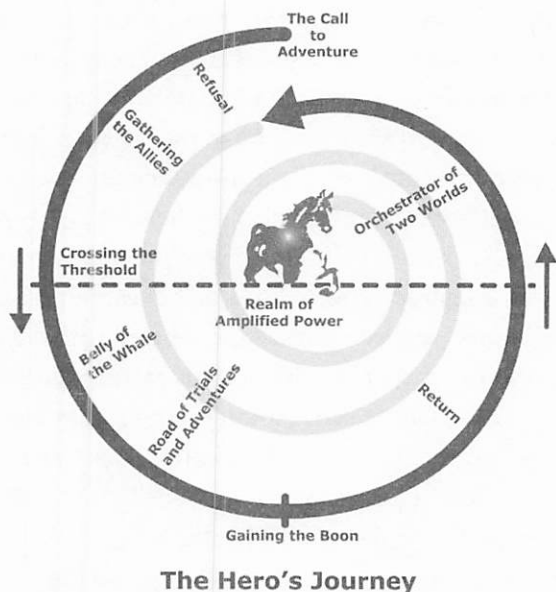 The Call
to
Adventure
Refusal
Gathering
the Allies
Crossing the
Threshold
Belly of
the Whale
Road of Trials
and Adventures
Gaining the Boon
Return
Orchestrator of
Two Worlds
Realm of
Amplified Power
The Hero's Journey